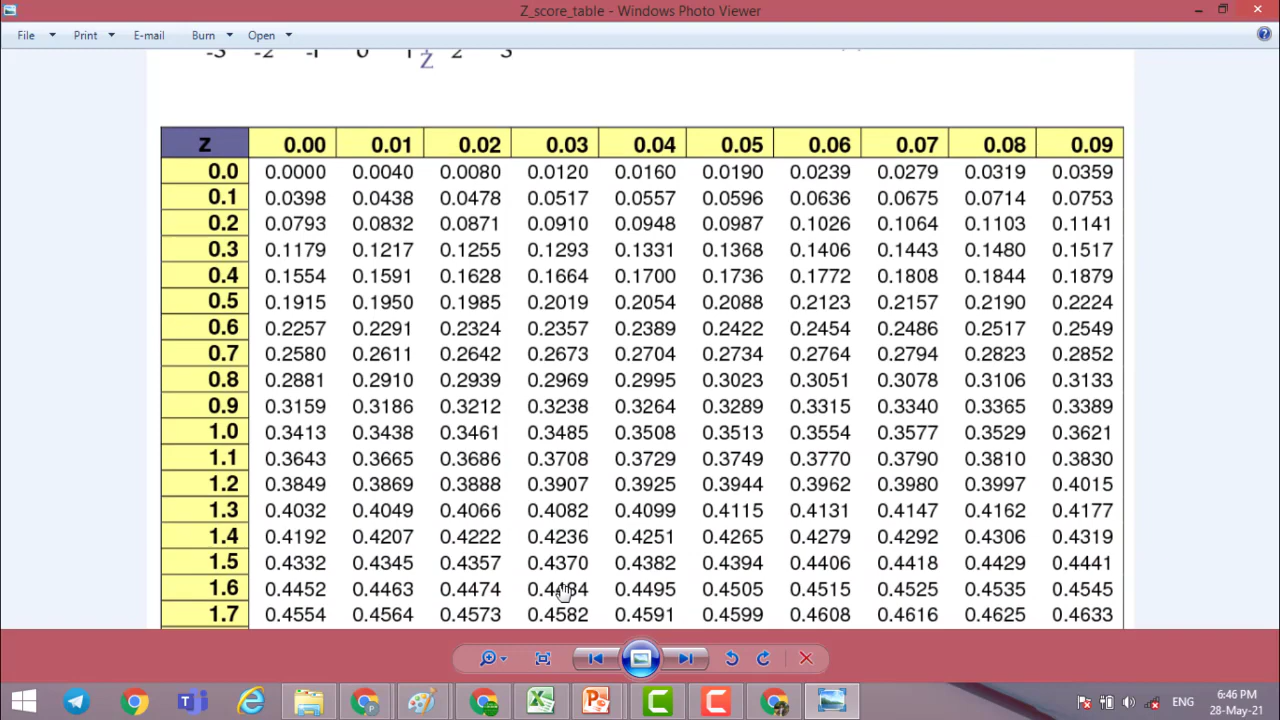 Z_score_table - Windows Photo Viewer
File Print E-mail Burn Open
-3 -2 -1 0 1 Z 2 3
Z 0.00 0.01 0.02 0.03 0.04 0.05 0.06 0.07 0.08 0.09
0.0 0.0000 0.0040 0.0080 0.0120 0.0160 0.0190 0.0239 0.0279 0.0319 0.0359
0.1 0.0398 0.0438 0.0478 0.0517 0.0557 0.0596 0.0636 0.0675 0.0714 0.0753
0.2 0.0793 0.0832 0.0871 0.0910 0.0948 0.0987 0.1026 0.1064 0.1103 0.1141
0.3 0.1179 0.1217 0.1255 0.1293 0.1331 0.1368 0.1406 0.1443 0.1480 0.1517
0.4 0.1554 0.1591 0.1628 0.1664 0.1700 0.1736 0.1772 0.1808 0.1844 0.1879
0.5 0.1915 0.1950 0.1985 0.2019 0.2054 0.2088 0.2123 0.2157 0.2190 0.2224
0.6 0.2257 0.2291 0.2324 0.2357 0.2389 0.2422 0.2454 0.2486 0.2517 0.2549
0.7 0.2580 0.2611 0.2642 0.2673 0.2704 0.2734 0.2764 0.2794 0.2823 0.2852
0.8 0.2881 0.2910 0.2939 0.2969 0.2995 0.3023 0.3051 0.3078 0.3106 0.3133
0.9 0.3159 0.3186 0.3212 0.3238 0.3264 0.3289 0.3315 0.3340 0.3365 0.3389
1.0 0.3413 0.3438 0.3461 0.3485 0.3508 0.3513 0.3554 0.3577 0.3529 0.3621
1.1 0.3643 0.3665 0.3686 0.3708 0.3729 0.3749 0.3770 0.3790 0.3810 0.3830
1.2 0.3849 0.3869 0.3888 0.3907 0.3925 0.3944 0.3962 0.3980 0.3997 0.4015
1.3 0.4032 0.4049 0.4066 0.4082 0.4099 0.4115 0.4131 0.4147 0.4162 0.4177
1.4 0.4192 0.4207 0.4222 0.4236 0.4251 0.4265 0.4279 0.4292 0.4306 0.4319
1.5 0.4332 0.4345 0.4357 0.4370 0.4382 0.4394 0.4406 0.4418 0.4429 0.4441
1.6 0.4452 0.4463 0.4474 0.4484 0.4495 0.4505 0.4515 0.4525 0.4535 0.4545
1.7 0.4554 0.4564 0.4573 0.4582 0.4591 0.4599 0.4608 0.4616 0.4625 0.4633
ENG
6:46 PM
28-May-21